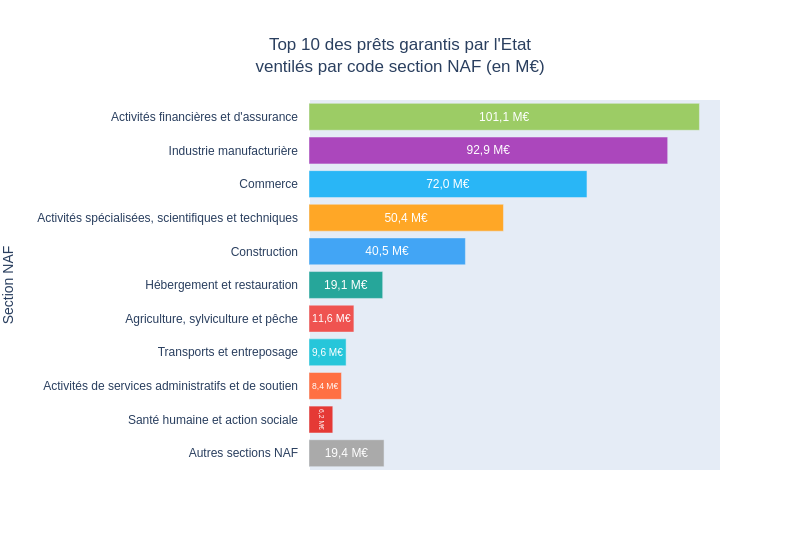 Top 10 des prêts garantis par l'Etat
ventilés par code section NAF (en M€)
Section NAF
Activités financières et d'assurance 101,1 M€
Industrie manufacturière 92,9 M€
Commerce 72,0 M€
Activités spécialisées, scientifiques et techniques 50,4 M€
Construction 40,5 M€
Hébergement et restauration 19,1 M€
Agriculture, sylviculture et pêche 11,6 M€
Transports et entreposage 9,6 M€
Activités de services administratifs et de soutien 8,4 M€
Santé humaine et action sociale 6,2 M€
Autres sections NAF 19,4 M€